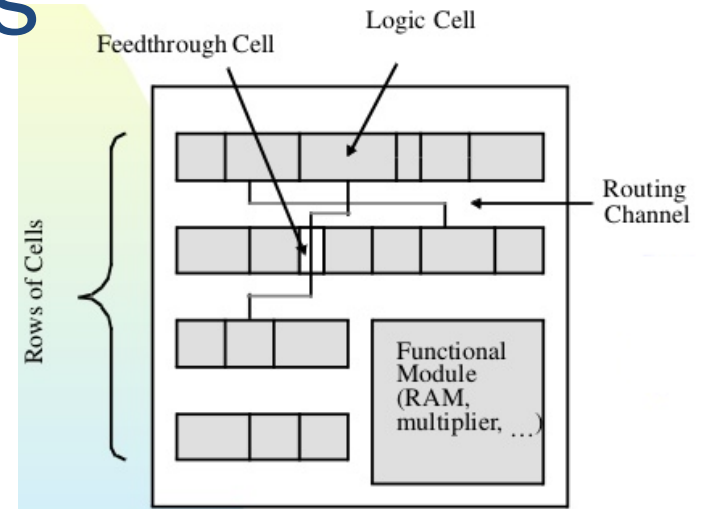 S
Logic Cell
Feedthrough Cell
Routing
Channel
Rows of Cells
Functional
Module
(RAM,
multiplier, ...)